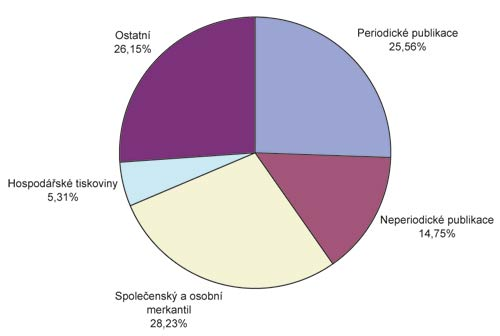 Ostatní
26,15%
Periodické publikace
25,56%
Hospodářské tiskoviny
5,31%
Neperiodické publikace
14,75%
Společenský a osobní
merkantil
28,23%